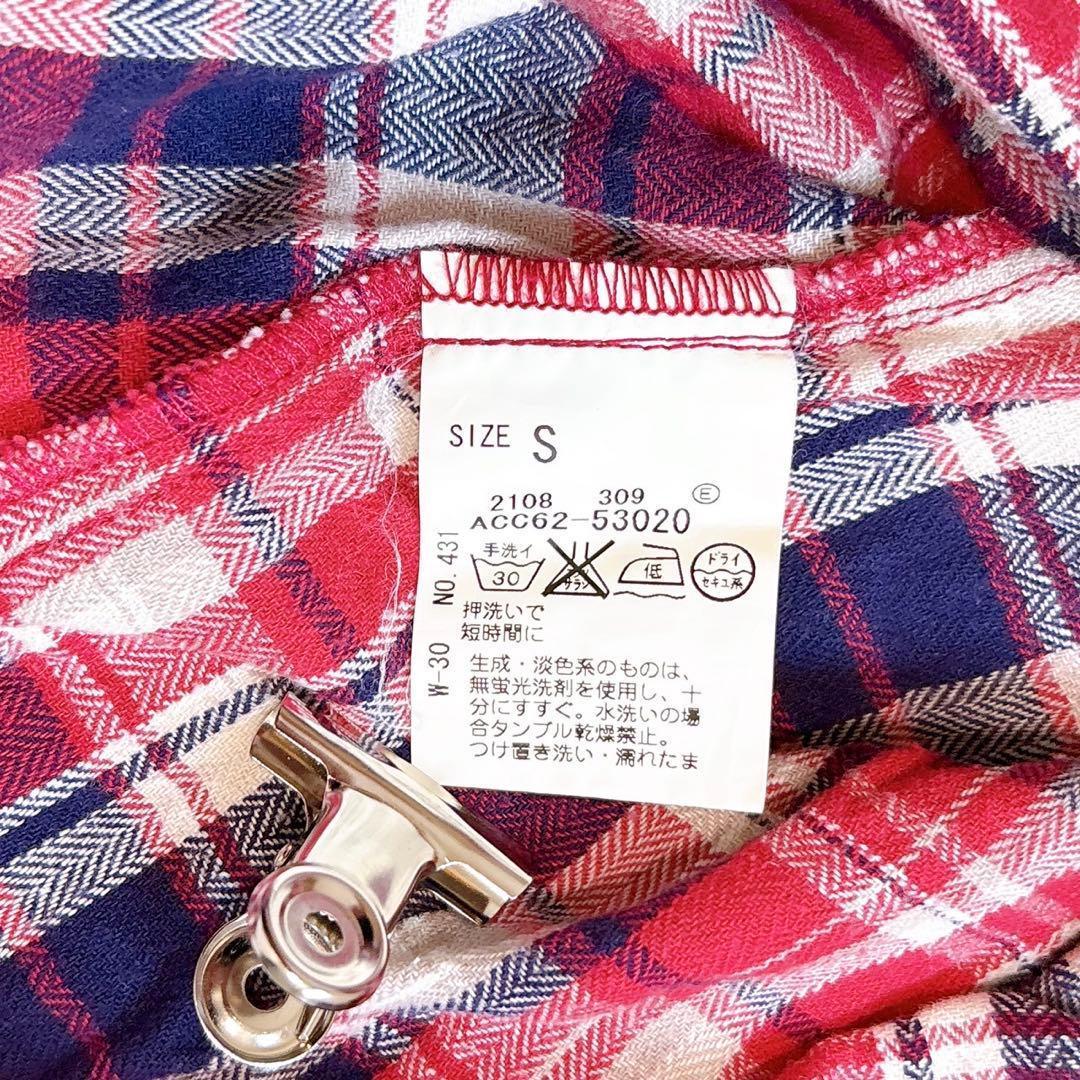 SIZE S
2108 309 E
ACC62-53020
手洗イ
30
サラシ
低
ドライ
セキユ系
押洗いで
短時間に
生成・淡色系のものは、
無蛍光洗剤を使用し、十
分にすすぐ。水洗いの場
合タンブル乾燥禁止。
つけ置き洗い・濡れたま
W-30 NO.431